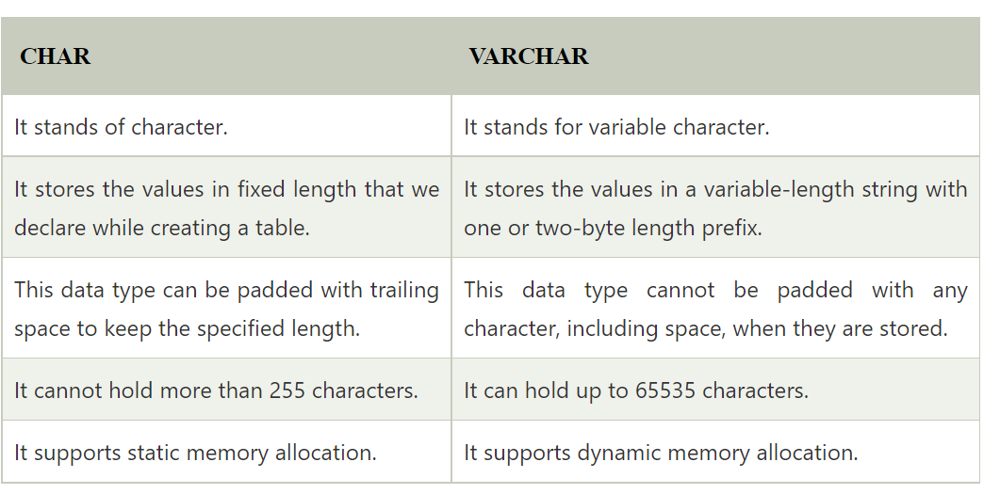 CHAR
VARCHAR
It stands of character.
It stands for variable character.
It stores the values in fixed length that we
declare while creating a table.
It stores the values in a variable-length string with
one or two-byte length prefix.
This data type can be padded with trailing
space to keep the specified length.
This data type cannot be padded with any
character, including space, when they are stored.
It cannot hold more than 255 characters.
It can hold up to 65535 characters.
It supports static memory allocation.
It supports dynamic memory allocation.